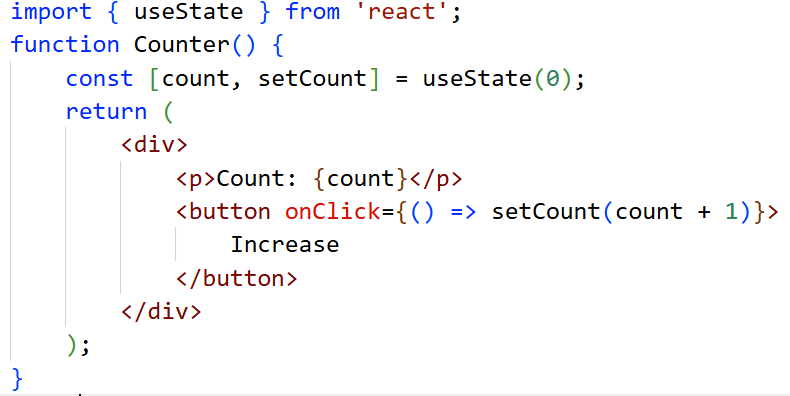 import { useState } from 'react';
function Counter() {
    const [count, setCount] = useState(0);
    return (
        <div>
            <p>Count: {count}</p>
            <button onClick={() => setCount(count + 1)}>
                Increase
            </button>
        </div>
    );
}